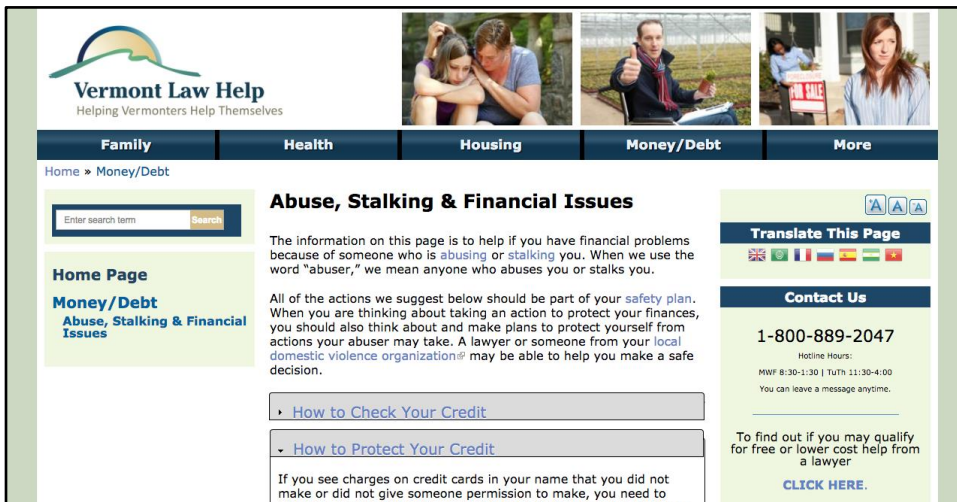 Vermont Law Help
Helping Vermonters Help Themselves
FOR SALE
Family
Health
Housing
Money/Debt
More
Home » Money/Debt
Enter search term
Search
Home Page
Money/Debt
Abuse, Stalking & Financial
Issues
Abuse, Stalking & Financial Issues
The information on this page is to help if you have financial problems
because of someone who is abusing or stalking you. When we use the
word “abuser,” we mean anyone who abuses you or stalks you.
All of the actions we suggest below should be part of your safety plan.
When you are thinking about taking an action to protect your finances,
you should also think about and make plans to protect yourself from
actions your abuser may take. A lawyer or someone from your local
domestic violence organization may be able to help you make a safe
decision.
How to Check Your Credit
How to Protect Your Credit
If you see charges on credit cards in your name that you did not
make or did not give someone permission to make, you need to
A A A
Translate This Page
Contact Us
1-800-889-2047
Hotline Hours:
MWF 8:30-1:30 | TuTh 11:30-4:00
You can leave a message anytime.
To find out if you may qualify
for free or lower cost help from
a lawyer
CLICK HERE.